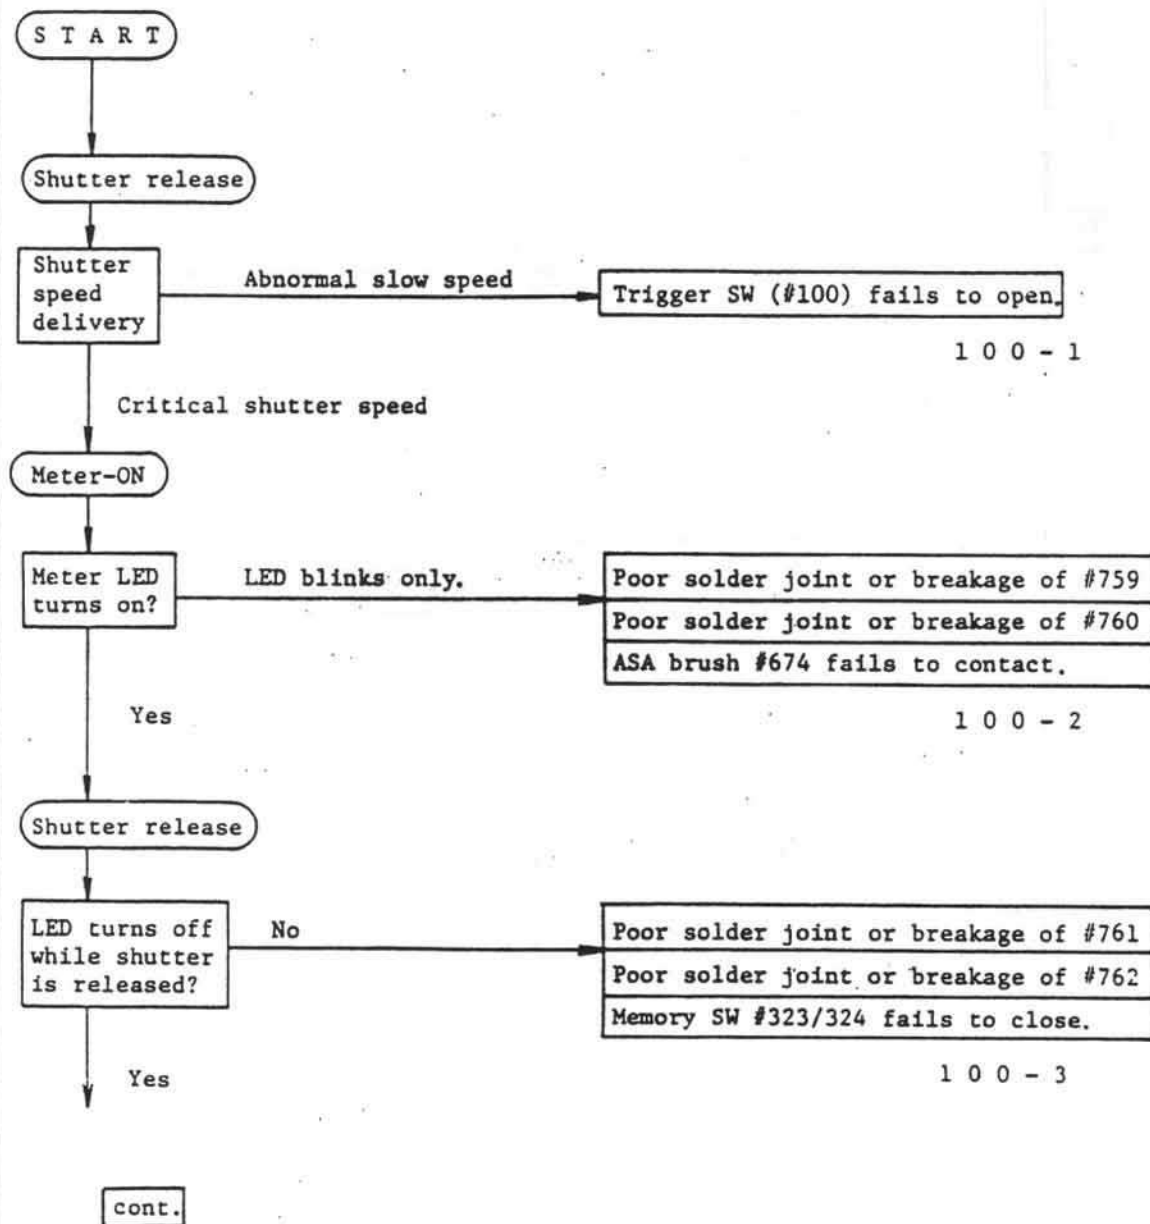 S T A R T
Shutter release
Shutter
speed
delivery
Abnormal slow speed
Trigger SW (#100) fails to open.
1 0 0 - 1
Critical shutter speed
Meter-ON
Meter LED
turns on?
LED blinks only.
Poor solder joint or breakage of #759
Poor solder joint or breakage of #760
ASA brush #674 fails to contact.
1 0 0 - 2
Yes
Shutter release
LED turns off
while shutter
is released?
No
Poor solder joint or breakage of #761
Poor solder joint or breakage of #762
Memory SW #323/324 fails to close.
1 0 0 - 3
Yes
cont.